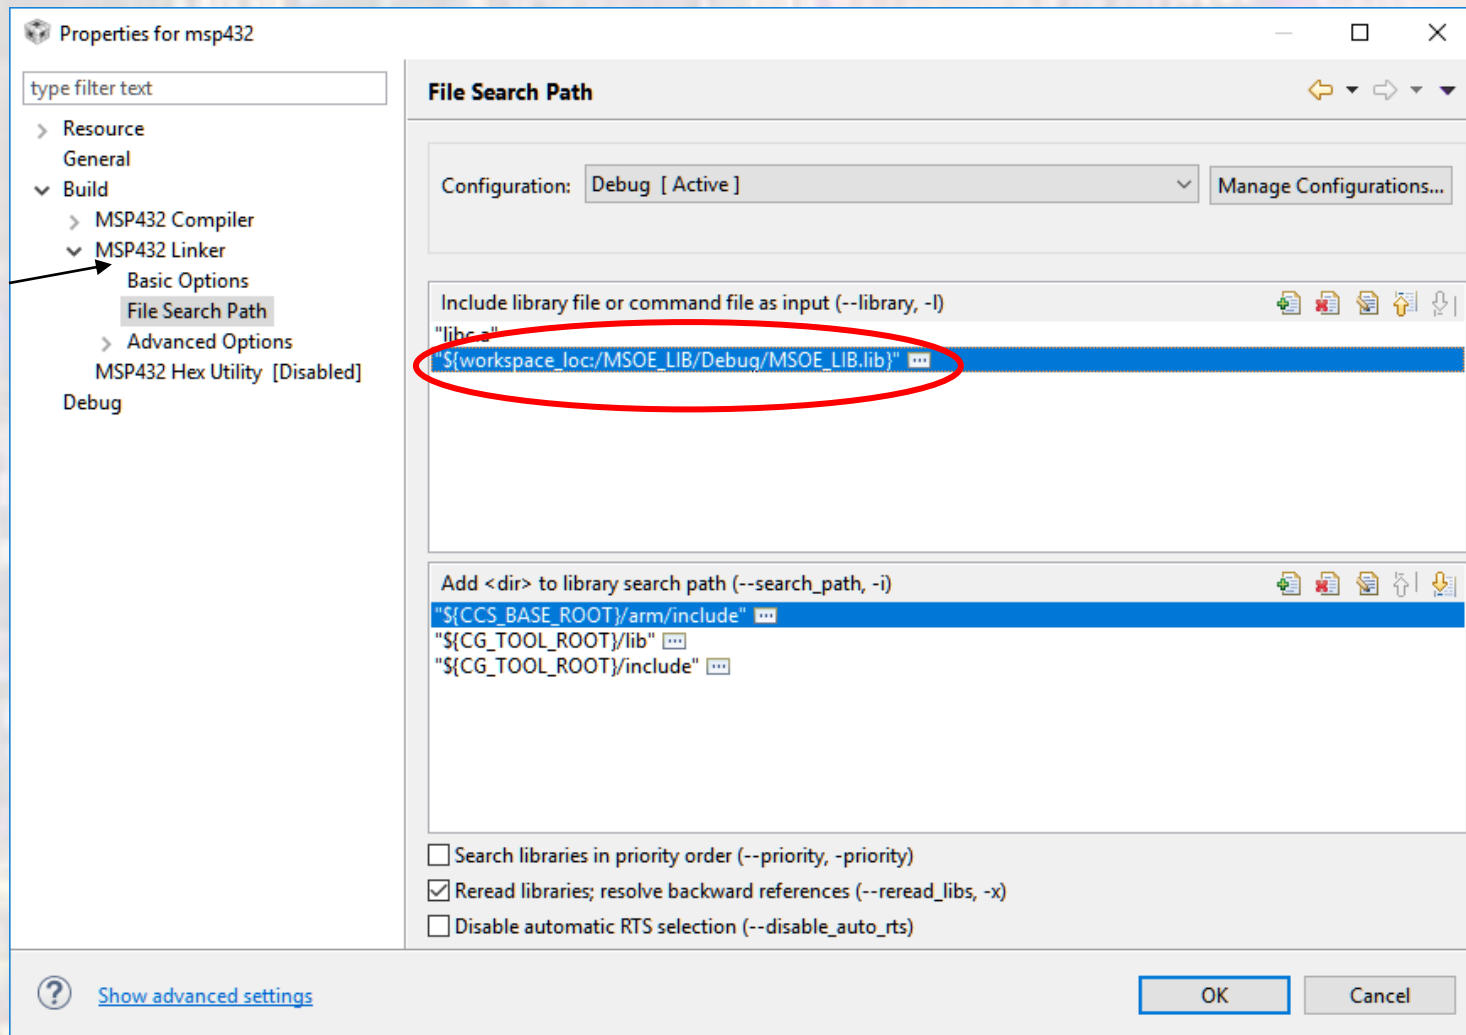 Properties for msp432
type filter text
Resource
General
Build
MSP432 Compiler
MSP432 Linker
Basic Options
File Search Path
Advanced Options
MSP432 Hex Utility [Disabled]
Debug
File Search Path
Configuration: Debug [ Active ] Manage Configurations...
Include library file or command file as input (--library, -l)
"libc.a"
"${workspace_loc:/MSOE_LIB/Debug/MSOE_LIB.lib}"
Add <dir> to library search path (--search_path, -i)
"${CCS_BASE_ROOT}/arm/include"
"${CG_TOOL_ROOT}/lib"
"${CG_TOOL_ROOT}/include"
Search libraries in priority order (--priority, -priority)
Reread libraries; resolve backward references (--reread_libs, -x)
Disable automatic RTS selection (--disable_auto_rts)
Show advanced settings
OK Cancel